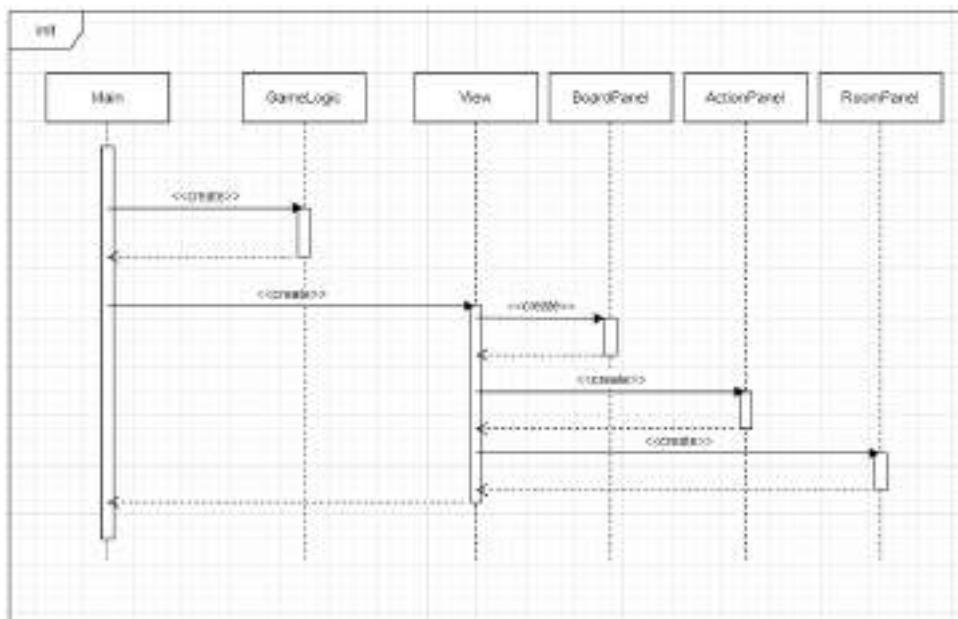 init
Main
GameLogic
View
BoardPanel
ActionPanel
RoomPanel
<<create>>
<<create>>
<<create>>
<<create>>
<<create>>